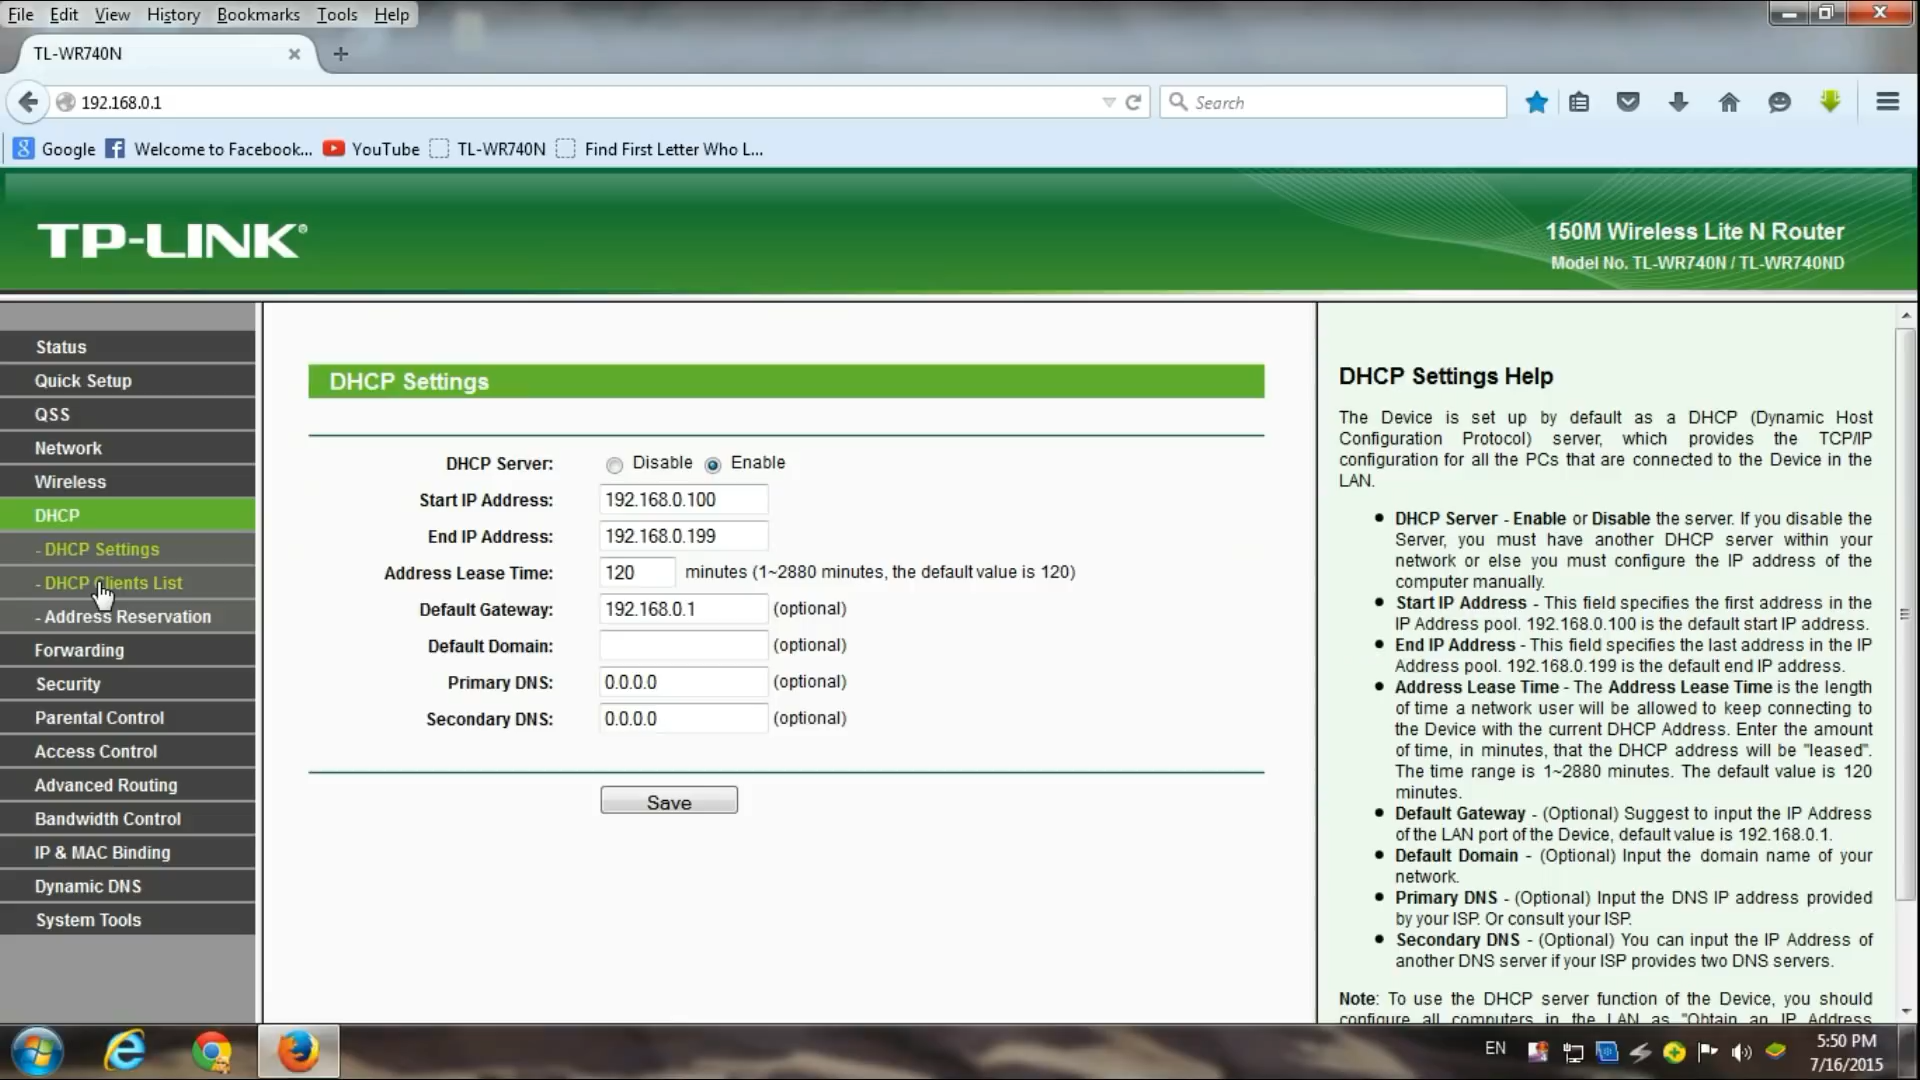 File Edit View History Bookmarks Tools Help
TL-WR740N
192.168.0.1
Search
Google Welcome to Facebook... YouTube TL-WR740N Find First Letter Who L...
TP-LINK®
150M Wireless Lite N Router
Model No. TL-WR740N / TL-WR740ND
Status
Quick Setup
QSS
Network
Wireless
DHCP
- DHCP Settings
- DHCP Clients List
- Address Reservation
Forwarding
Security
Parental Control
Access Control
Advanced Routing
Bandwidth Control
IP & MAC Binding
Dynamic DNS
System Tools
DHCP Settings
DHCP Server: Disable Enable
Start IP Address: 192.168.0.100
End IP Address: 192.168.0.199
Address Lease Time: 120 minutes (1~2880 minutes, the default value is 120)
Default Gateway: 192.168.0.1 (optional)
Default Domain: (optional)
Primary DNS: 0.0.0.0 (optional)
Secondary DNS: 0.0.0.0 (optional)
Save
DHCP Settings Help
The Device is set up by default as a DHCP (Dynamic Host
Configuration Protocol) server, which provides the TCP/IP
configuration for all the PCs that are connected to the Device in the
LAN.
DHCP Server - Enable or Disable the server. If you disable the
Server, you must have another DHCP server within your
network or else you must configure the IP address of the
computer manually.
Start IP Address - This field specifies the first address in the
IP Address pool. 192.168.0.100 is the default start IP address.
End IP Address - This field specifies the last address in the IP
Address pool. 192.168.0.199 is the default end IP address.
Address Lease Time - The Address Lease Time is the length
of time a network user will be allowed to keep connecting to
the Device with the current DHCP Address. Enter the amount
of time, in minutes, that the DHCP address will be "leased".
The time range is 1~2880 minutes. The default value is 120
minutes.
Default Gateway - (Optional) Suggest to input the IP Address
of the LAN port of the Device, default value is 192.168.0.1.
Default Domain - (Optional) Input the domain name of your
network.
Primary DNS - (Optional) Input the DNS IP address provided
by your ISP. Or consult your ISP.
Secondary DNS - (Optional) You can input the IP Address of
another DNS server if your ISP provides two DNS servers.
Note: To use the DHCP server function of the Device, you should
configure all computers in the LAN as "Obtain an IP Address
EN
5:50 PM
7/16/2015